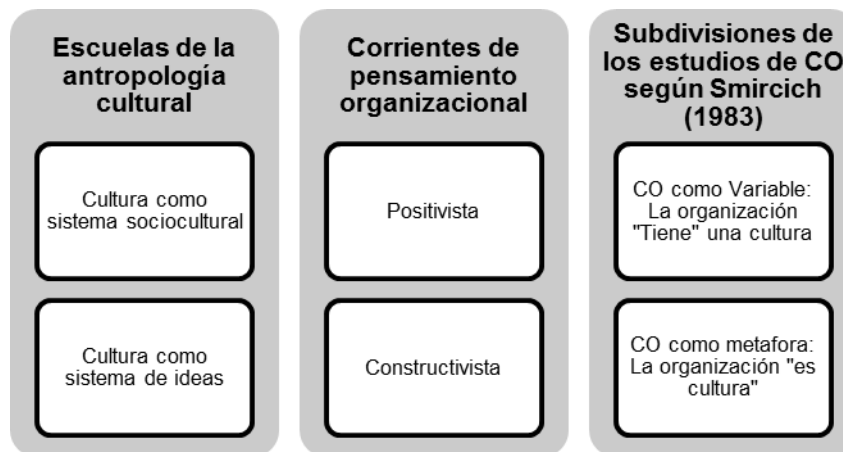 Escuelas de la
antropología
cultural
Cultura como
sistema sociocultural
Cultura como
sistema de ideas
Corrientes de
pensamiento
organizacional
Positivista
Constructivista
Subdivisiones de
los estudios de CO
según Smircich
(1983)
CO como Variable:
La organización
"Tiene" una cultura
CO como metafora:
La organización "es
cultura"